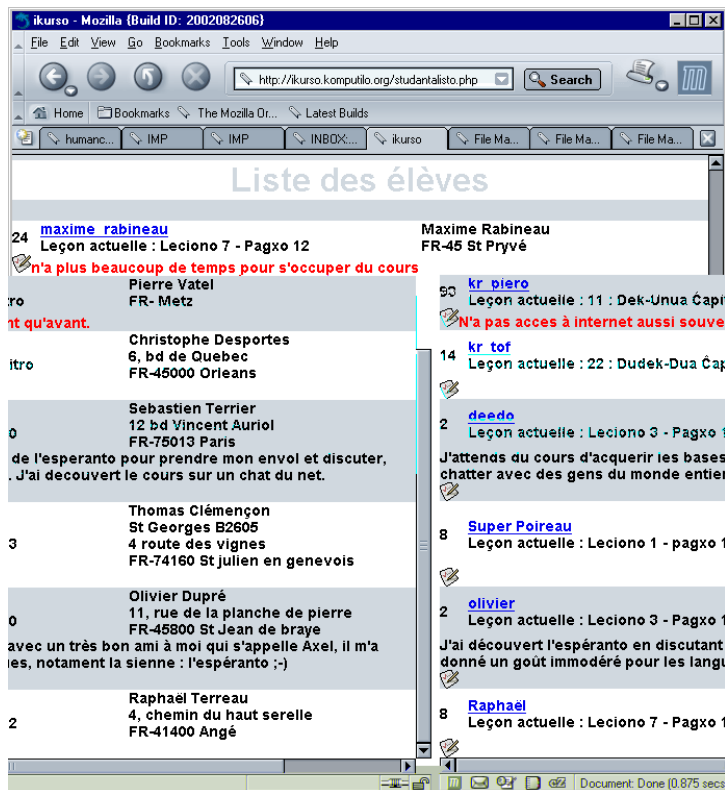 ikurso - Mozilla {Build ID: 2002082606}
File Edit View Go Bookmarks Tools Window Help
http://ikurso.komputilo.org/studantalisto.php Search
Home Bookmarks The Mozilla Or... Latest Builds
humanc... IMP IMP INBOX:... ikurso File Ma... File Ma... File Ma...
Liste des élèves
24 maxime_rabineau Maxime Rabineau
Leçon actuelle : Leciono 7 - Pagxo 12 FR-45 St Pryvé
n'a plus beaucoup de temps pour s'occuper du cours
Pierre Vatel
ro FR- Metz
nt qu'avant.
Christophe Desportes
itro 6, bd de Quebec
FR-45000 Orleans
Sebastien Terrier
0 12 bd Vincent Auriol
FR-75013 Paris
de l'esperanto pour prendre mon envol et discuter,
. J'ai decouvert le cours sur un chat du net.
Thomas Clémençon
St Georges B2605
3 4 route des vignes
FR-74160 St julien en genevois
Olivier Dupré
0 11, rue de la planche de pierre
FR-45800 St Jean de braye
avec un très bon ami à moi qui s'appelle Axel, il m'a
es, notament la sienne : l'espéranto ;-)
Raphaël Terreau
2 4, chemin du haut serelle
FR-41400 Angé
kr_piero
Leçon actuelle : 11 : Dek-Unua Ĉapi
N'a pas acces à internet aussi souve
14 kr_tof
Leçon actuelle : 22 : Dudek-Dua Ĉap
2 deedo
Leçon actuelle : Leciono 3 - Pagxo 1
J'attends du cours d'acquerir les bases
chatter avec des gens du monde entier
8 Super Poireau
Leçon actuelle : Leciono 1 - pagxo 1
2 olivier
Leçon actuelle : Leciono 3 - Pagxo 1
J'ai découvert l'espéranto en discutant
donné un goût immodéré pour les langu
8 Raphaël
Leçon actuelle : Leciono 7 - Pagxo 1
Document: Done (0.875 secs